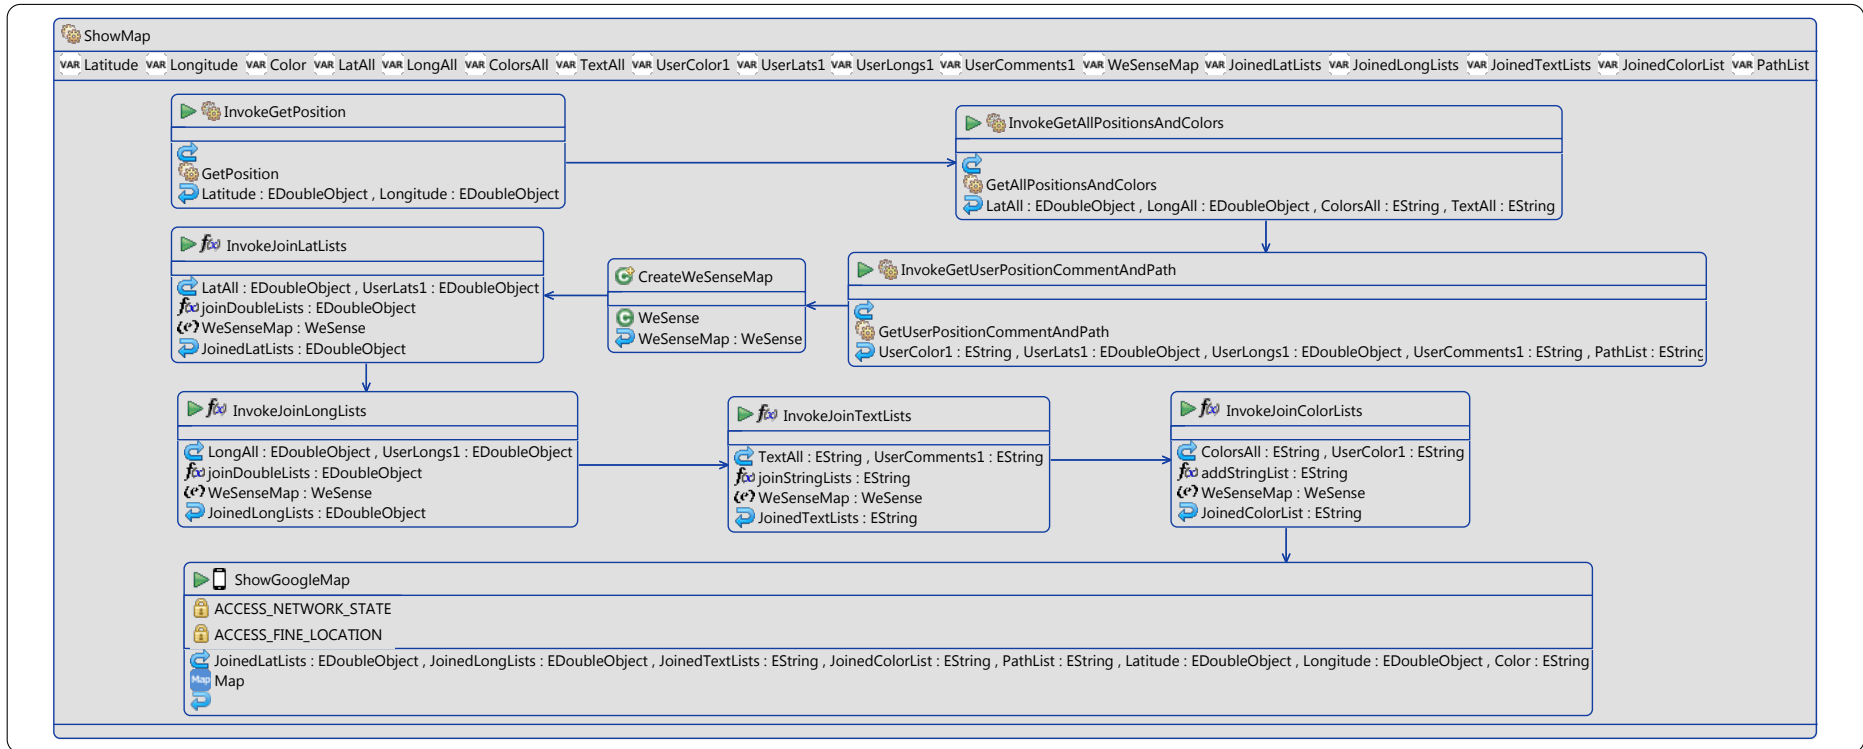 ShowMap
VAR Latitude VAR Longitude VAR Color VAR LatAll VAR LongAll VAR ColorsAll VAR TextAll VAR UserColor1 VAR UserLats1 VAR UserLongs1 VAR UserComments1 VAR WeSenseMap VAR JoinedLatLists VAR JoinedLongLists VAR JoinedTextLists VAR JoinedColorList VAR PathList
InvokeGetPosition
GetPosition
Latitude : EDoubleObject , Longitude : EDoubleObject
InvokeGetAllPositionsAndColors
GetAllPositionsAndColors
LatAll : EDoubleObject , LongAll : EDoubleObject , ColorsAll : EString , TextAll : EString
InvokeGetUserPositionCommentAndPath
GetUserPositionCommentAndPath
UserColor1 : EString , UserLats1 : EDoubleObject , UserLongs1 : EDoubleObject , UserComments1 : EString , PathList : EString
C CreateWeSenseMap
C WeSense
WeSenseMap : WeSense
f(x) InvokeJoinLatLists
LatAll : EDoubleObject , UserLats1 : EDoubleObject
f(x) joinDoubleLists : EDoubleObject
(e) WeSenseMap : WeSense
JoinedLatLists : EDoubleObject
f(x) InvokeJoinLongLists
LongAll : EDoubleObject , UserLongs1 : EDoubleObject
f(x) joinDoubleLists : EDoubleObject
(e) WeSenseMap : WeSense
JoinedLongLists : EDoubleObject
f(x) InvokeJoinTextLists
TextAll : EString , UserComments1 : EString
f(x) joinStringLists : EString
(e) WeSenseMap : WeSense
JoinedTextLists : EString
f(x) InvokeJoinColorLists
ColorsAll : EString , UserColor1 : EString
f(x) addStringList : EString
(e) WeSenseMap : WeSense
JoinedColorList : EString
ShowGoogleMap
ACCESS_NETWORK_STATE
ACCESS_FINE_LOCATION
JoinedLatLists : EDoubleObject , JoinedLongLists : EDoubleObject , JoinedTextLists : EString , JoinedColorList : EString , PathList : EString , Latitude : EDoubleObject , Longitude : EDoubleObject , Color : EString
Map Map